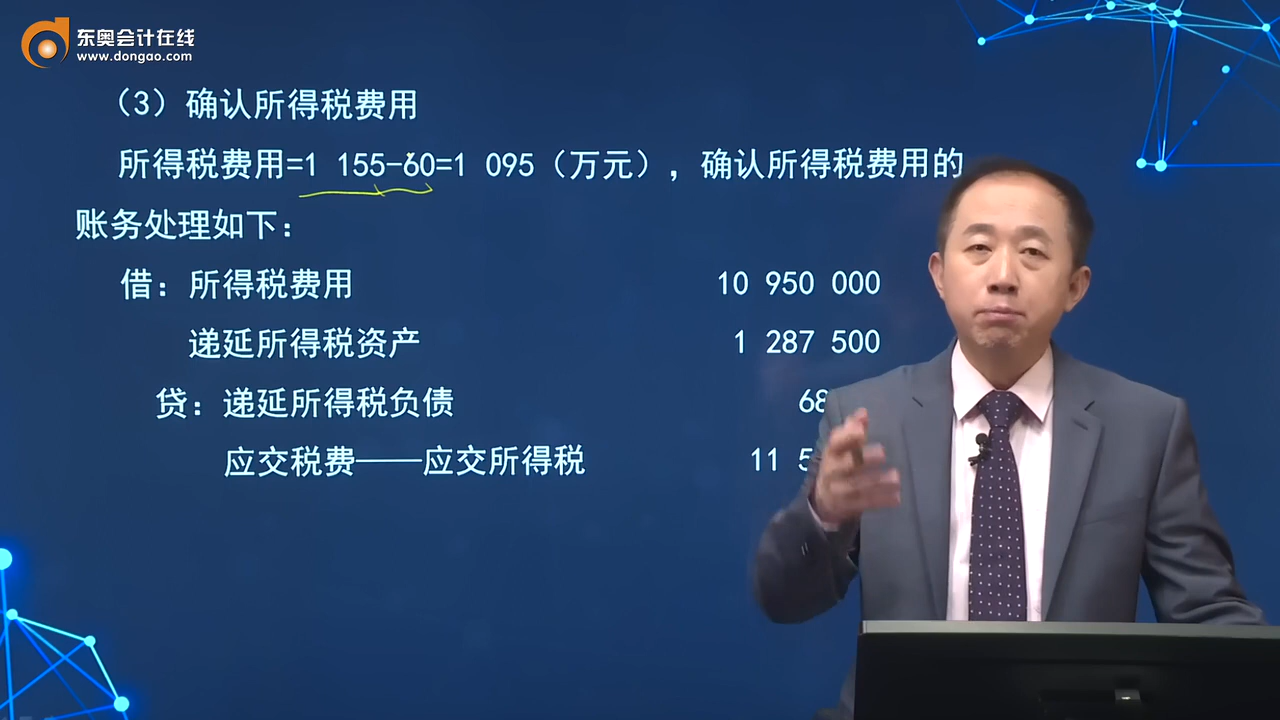 东奥会计在线
www.dongao.com
（3）确认所得税费用
所得税费用=1 155-60=1 095（万元），确认所得税费用的
账务处理如下：
借：所得税费用 10 950 000
递延所得税资产 1 287 500
贷：递延所得税负债
应交税费——应交所得税 11